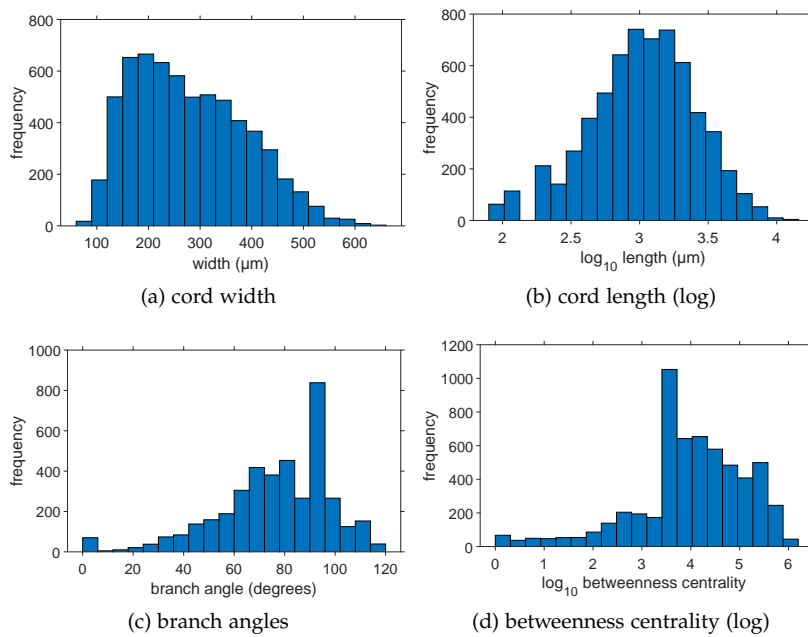 800
600
400
200
0
frequency
100 200 300 400 500 600
width (µm)
(a) cord width
800
600
400
200
0
frequency
2 2.5 3 3.5 4
log10 length (µm)
(b) cord length (log)
1000
800
600
400
200
0
frequency
0 20 40 60 80 100 120
branch angle (degrees)
(c) branch angles
1200
1000
800
600
400
200
0
frequency
0 1 2 3 4 5 6
log10 betweenness centrality
(d) betweenness centrality (log)